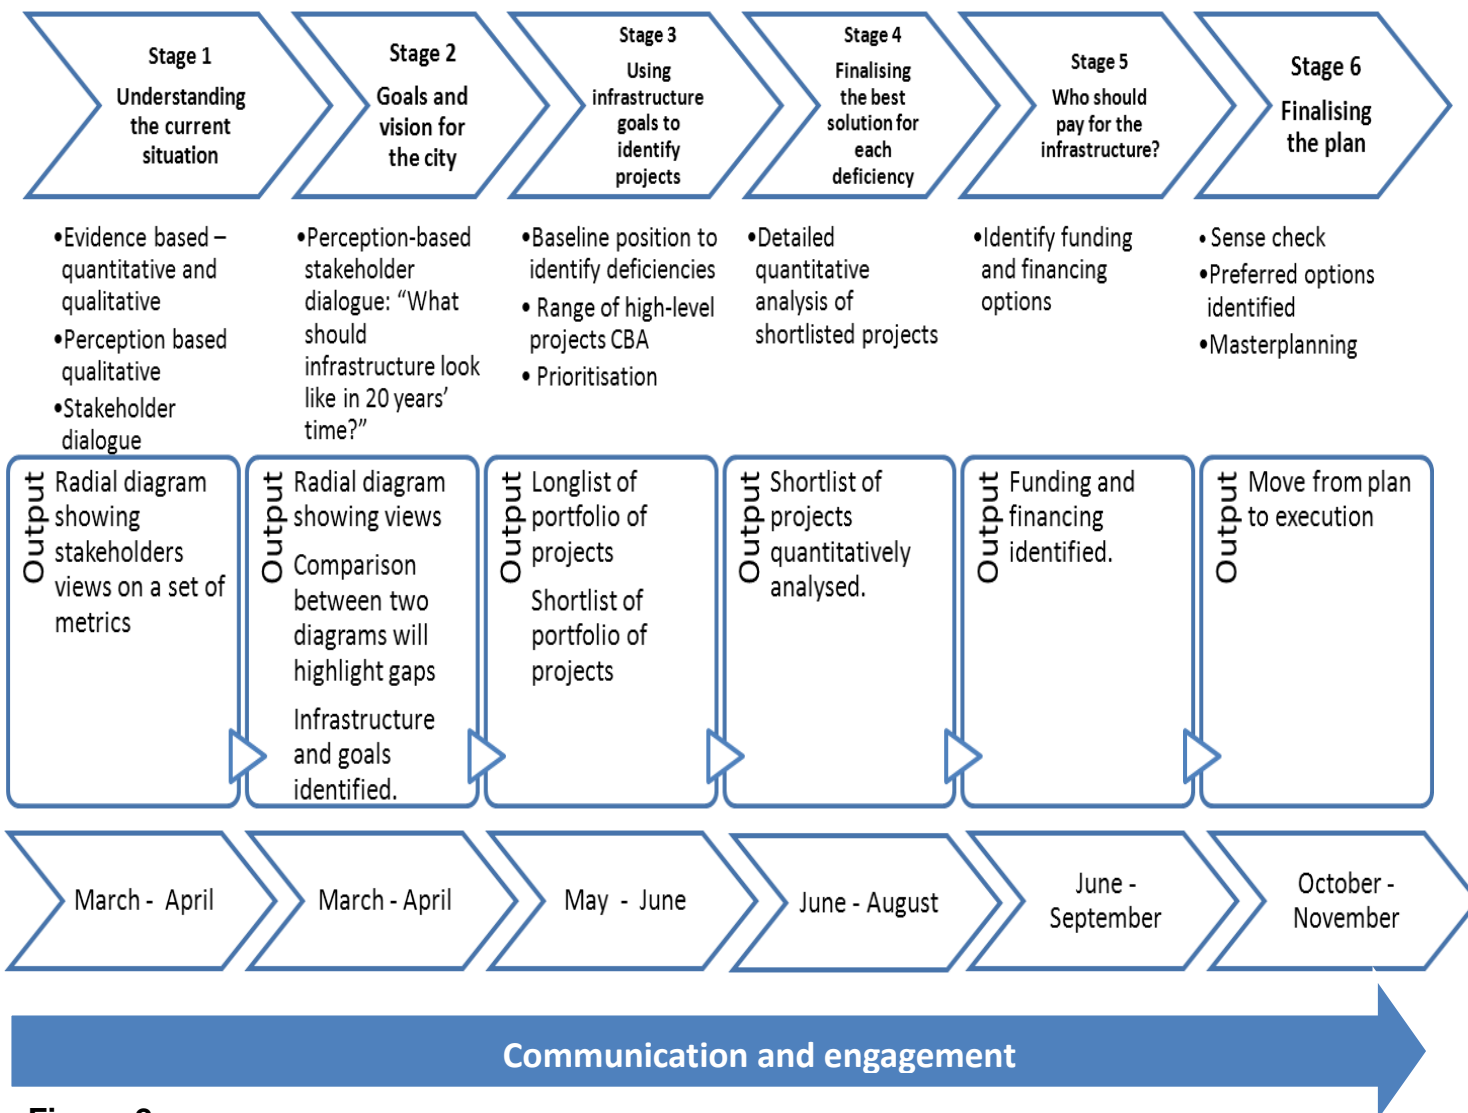 Stage 1
Understanding
the current
situation
Stage 2
Goals and
vision for
the city
Stage 3
Using
infrastructure
goals to
identify
projects
Stage 4
Finalising
the best
solution for
each
deficiency
Stage 5
Who should
pay for the
infrastructure?
Stage 6
Finalising
the plan
•Evidence based –
quantitative and
qualitative
•Perception based
qualitative
•Stakeholder
dialogue
•Perception-based
stakeholder
dialogue: “What
should
infrastructure look
like in 20 years’
time?”
•Baseline position to
identify deficiencies
• Range of high-level
projects CBA
• Prioritisation
•Detailed
quantitative
analysis of
shortlisted projects
•Identify funding
and financing
options
• Sense check
•Preferred options
identified
•Masterplanning
Output
Radial diagram
showing
stakeholders
views on a set of
metrics
Output
Radial diagram
showing views
Comparison
between two
diagrams will
highlight gaps
Infrastructure
and goals
identified.
Output
Longlist of
portfolio of
projects
Shortlist of
portfolio of
projects
Output
Shortlist of
projects
quantitatively
analysed.
Output
Funding and
financing
identified.
Output
Move from plan
to execution
March - April
March - April
May - June
June - August
June -
September
October -
November
Communication and engagement